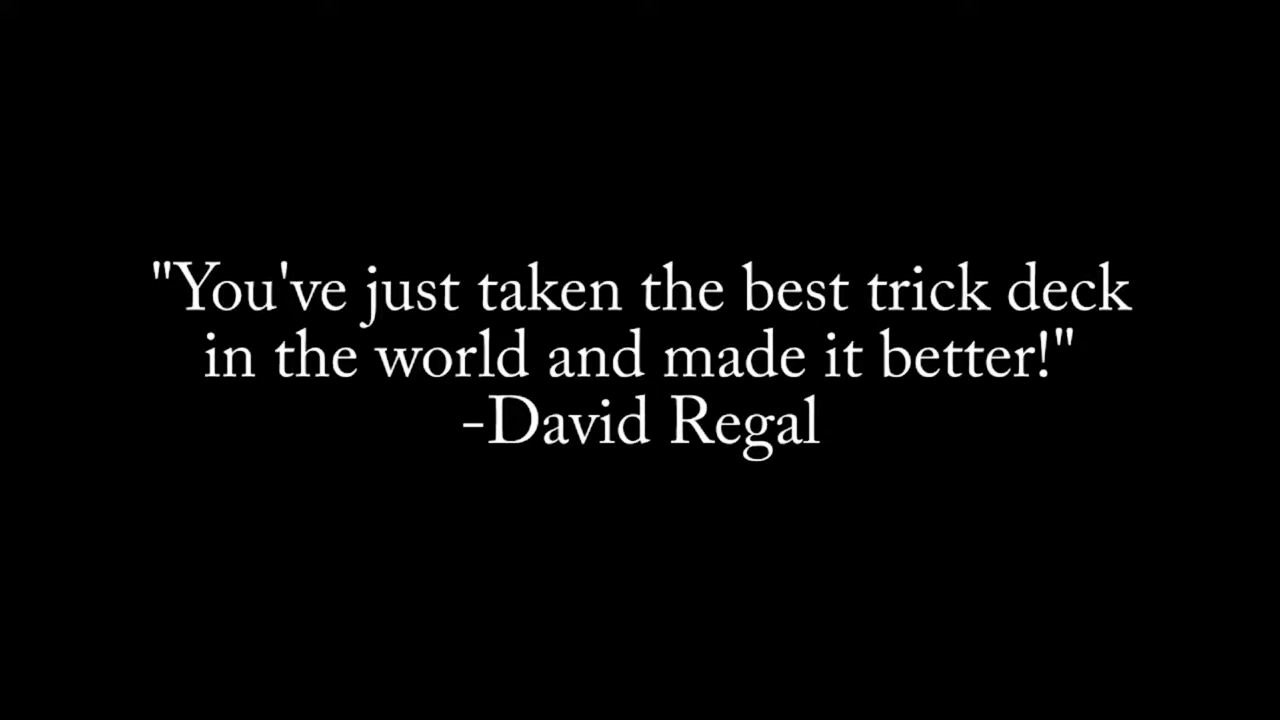 "You've just taken the best trick deck
in the world and made it better!"
-David Regal